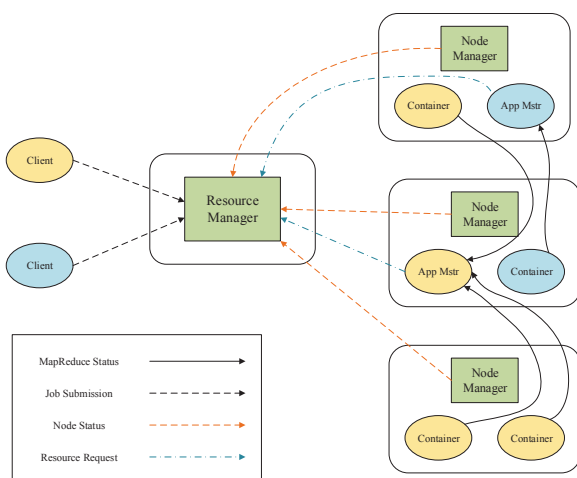 Node
Manager
Container
App Mstr
Client
Resource
Manager
Client
Node
Manager
App Mstr
Container
Node
Manager
Container
Container
MapReduce Status
Job Submission
Node Status
Resource Request